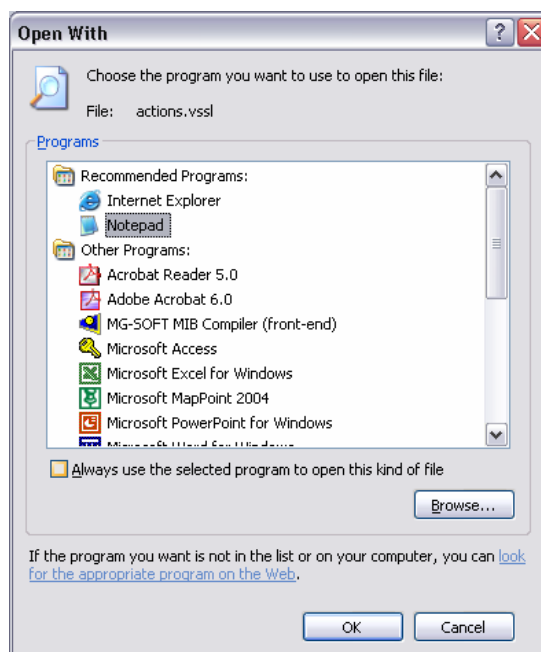 Open With
Choose the program you want to use to open this file:
File: actions.vssl
Programs
Recommended Programs:
Internet Explorer
Notepad
Other Programs:
Acrobat Reader 5.0
Adobe Acrobat 6.0
MG-SOFT MIB Compiler (front-end)
Microsoft Access
Microsoft Excel for Windows
Microsoft MapPoint 2004
Microsoft PowerPoint for Windows
Microsoft Word for Windows
Always use the selected program to open this kind of file
Browse...
If the program you want is not in the list or on your computer, you can look
for the appropriate program on the Web.
OK Cancel